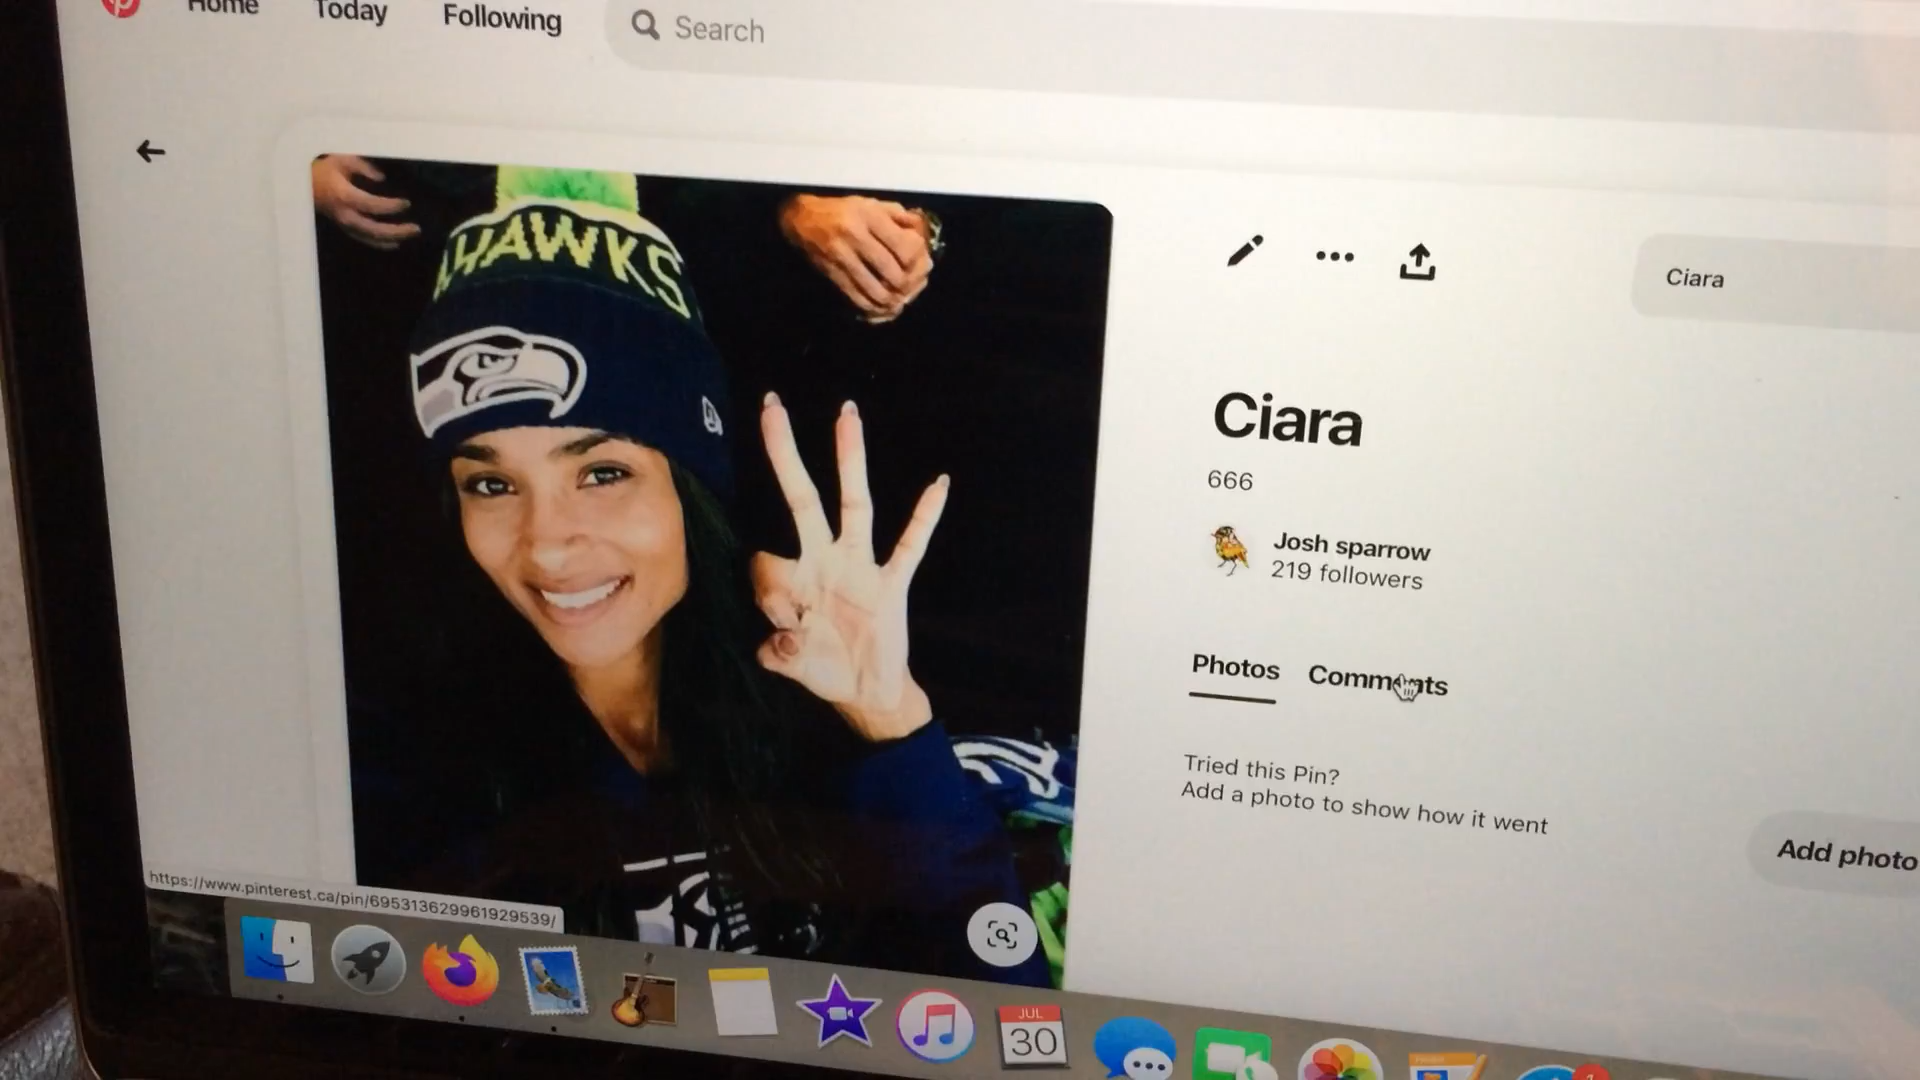 Home Today Following Search
HAWKS
Ciara
Ciara
666
Josh sparrow
219 followers
Photos Comments
Tried this Pin?
Add a photo to show how it went
Add photo
https://www.pinterest.ca/pin/695313629961929539/
JUL
30
1